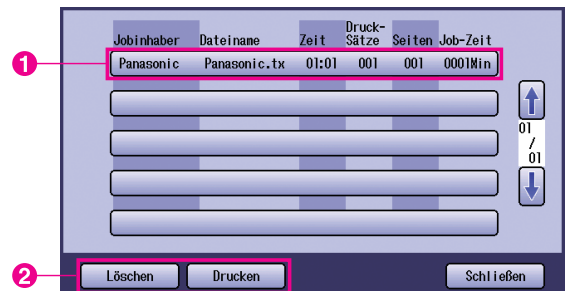 Jobinhaber Dateiname Zeit Druck-Sätze Seiten Job-Zeit
1 Panasonic Panasonic.tx 01:01 001 001 0001Min
01
/
01
2 Löschen Drucken Schließen